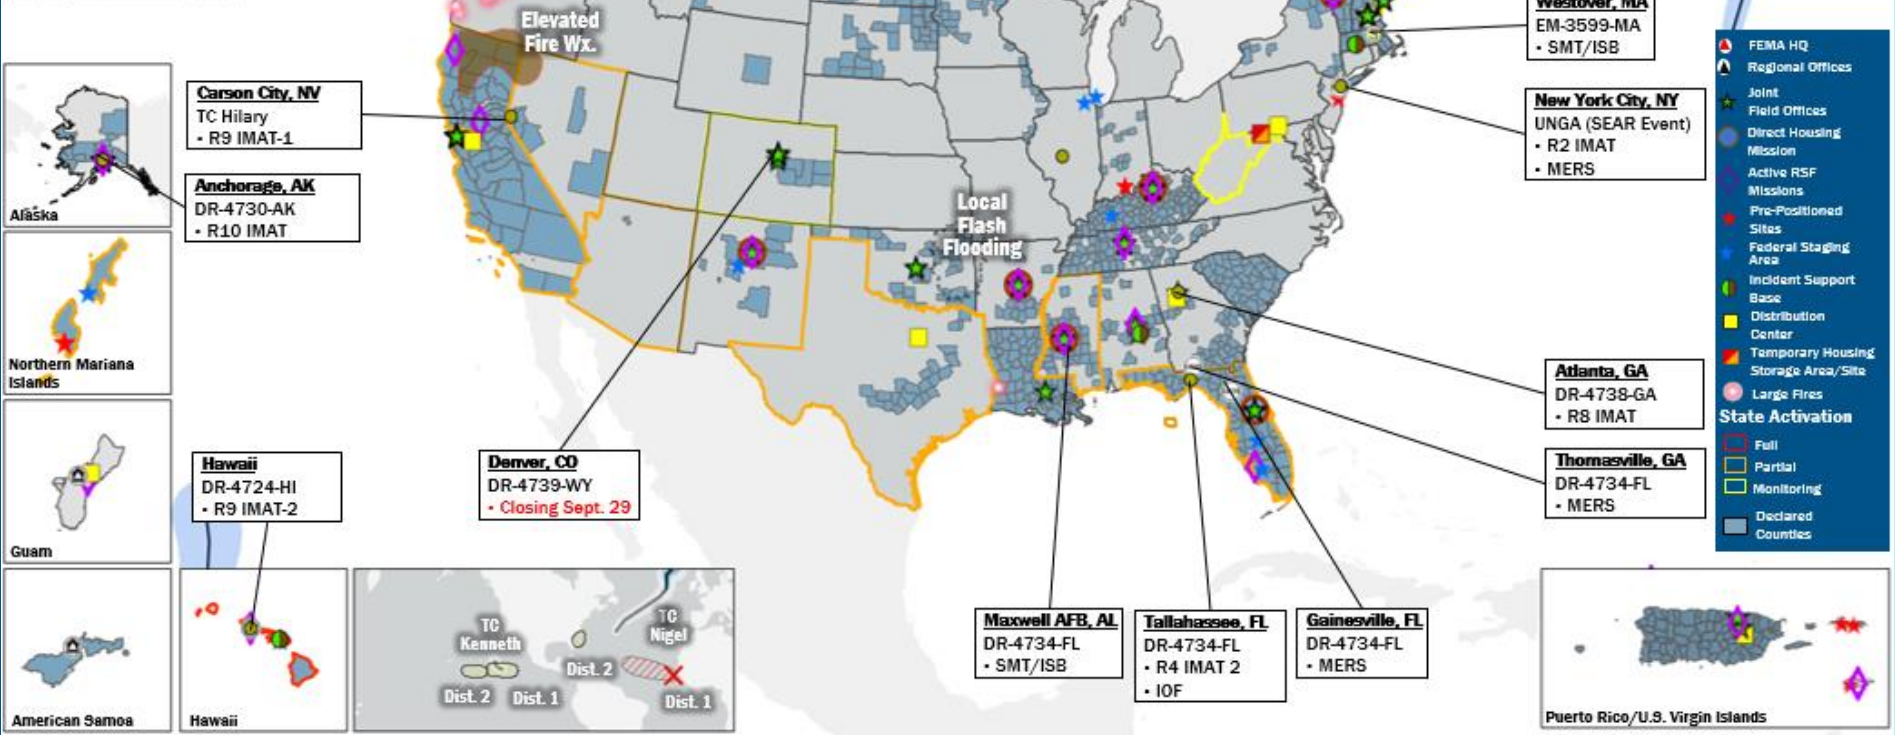 Elevated
Fire Wx.
Westover, MA
EM-3599-MA
• SMT/ISB
Carson City, NV
TC Hilary
• R9 IMAT-1
New York City, NY
UNGA (SEAR Event)
• R2 IMAT
• MERS
Anchorage, AK
DR-4730-AK
• R10 IMAT
Alaska
Local
Flash
Flooding
Northern Mariana
Islands
Atlanta, GA
DR-4738-GA
• R8 IMAT
Thomasville, GA
DR-4734-FL
• MERS
Hawaii
DR-4724-HI
• R9 IMAT-2
Denver, CO
DR-4739-WY
• Closing Sept. 29
Guam
Maxwell AFB, AL
DR-4734-FL
• SMT/ISB
Tallahassee, FL
DR-4734-FL
• R4 IMAT 2
• IOF
Gainesville, FL
DR-4734-FL
• MERS
TC
Kenneth
TC
Nigel
Dist. 2
Dist. 2
Dist. 1
Dist. 1
American Samoa
Hawaii
Puerto Rico/U.S. Virgin Islands
FEMA HQ
Regional Offices
Joint
Field Offices
Direct Housing
Mission
Active RSF
Missions
Pre-Positioned
Sites
Federal Staging
Area
Incident Support
Base
Distribution
Center
Temporary Housing
Storage Area/Site
Large Fires
State Activation
Full
Partial
Monitoring
Declared
Counties